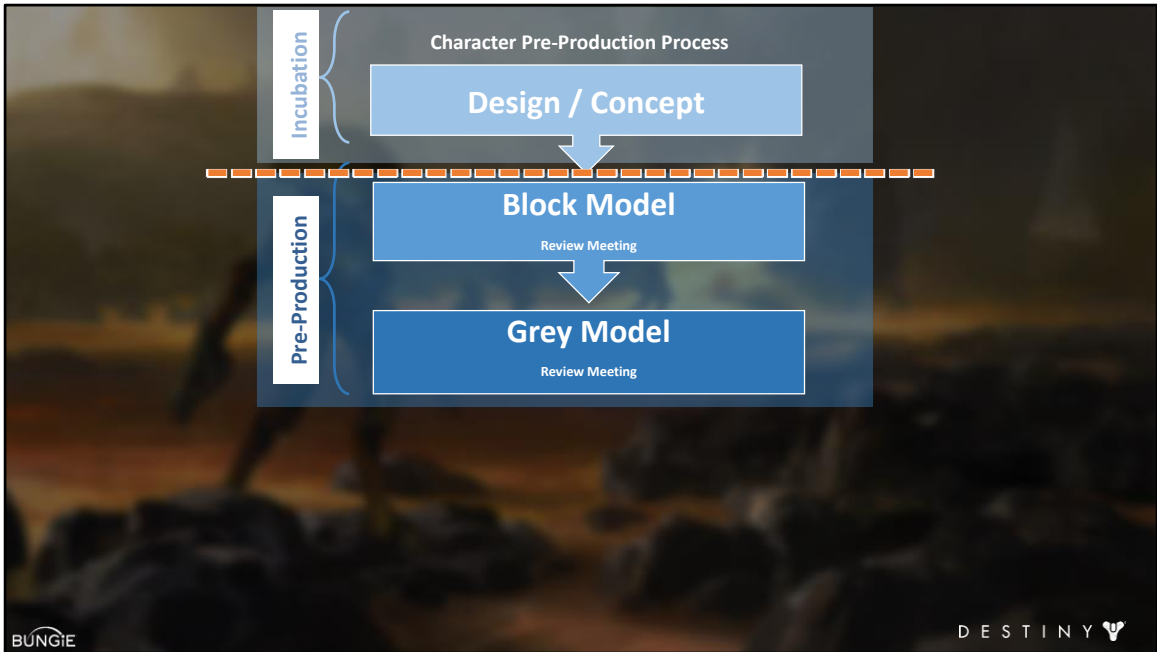 Incubation
Character Pre-Production Process
Design / Concept
Pre-Production
Block Model
Review Meeting
Grey Model
Review Meeting
BUNGiE
DESTINY